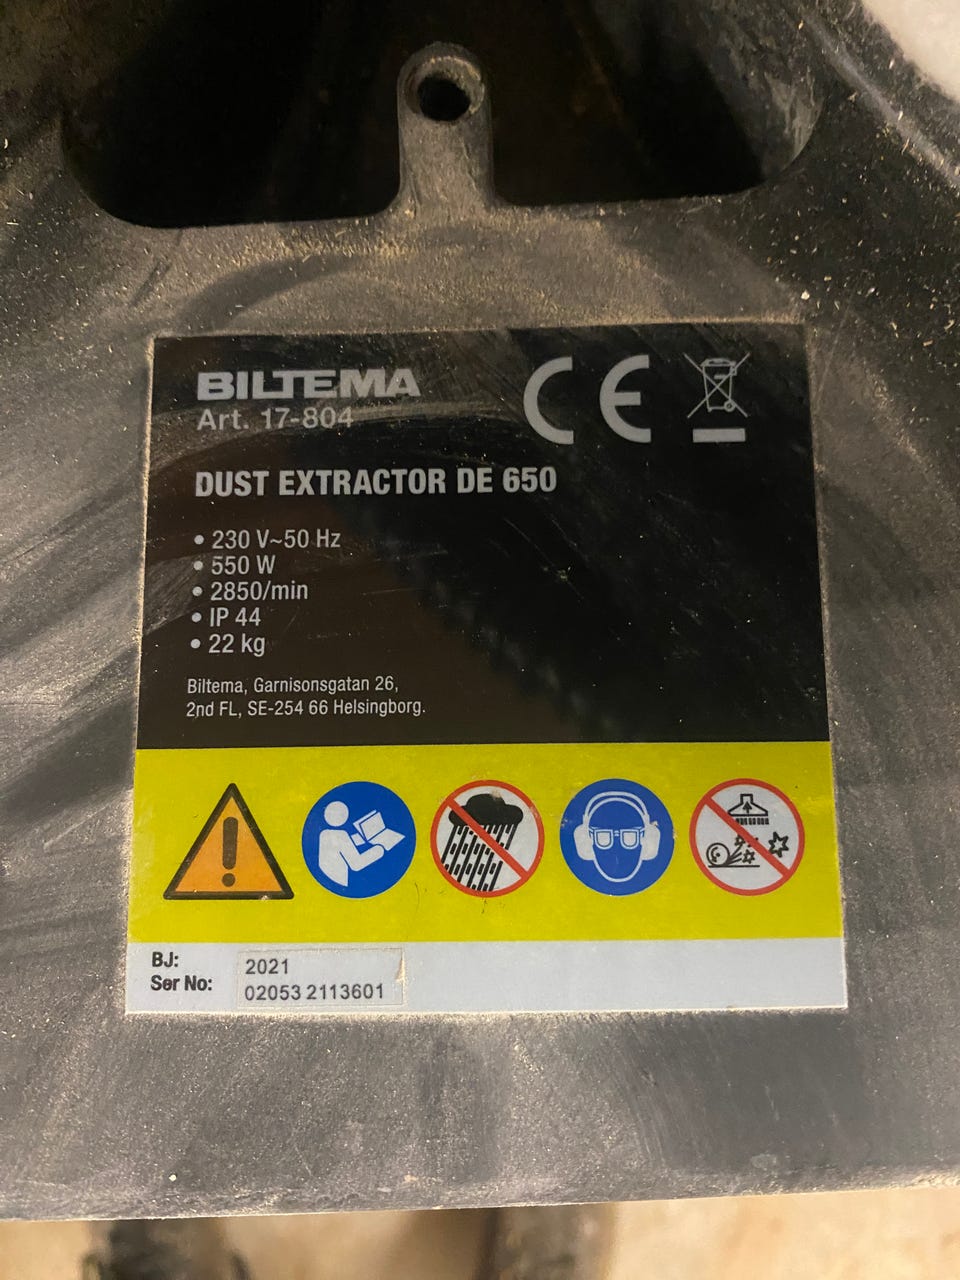 BILTEMA
Art. 17-804
CE
DUST EXTRACTOR DE 650
• 230 V~50 Hz
• 550 W
• 2850/min
• IP 44
• 22 kg
Biltema, Garnisonsgatan 26,
2nd FL, SE-254 66 Helsingborg.
BJ: 2021
Ser No: 02053 2113601